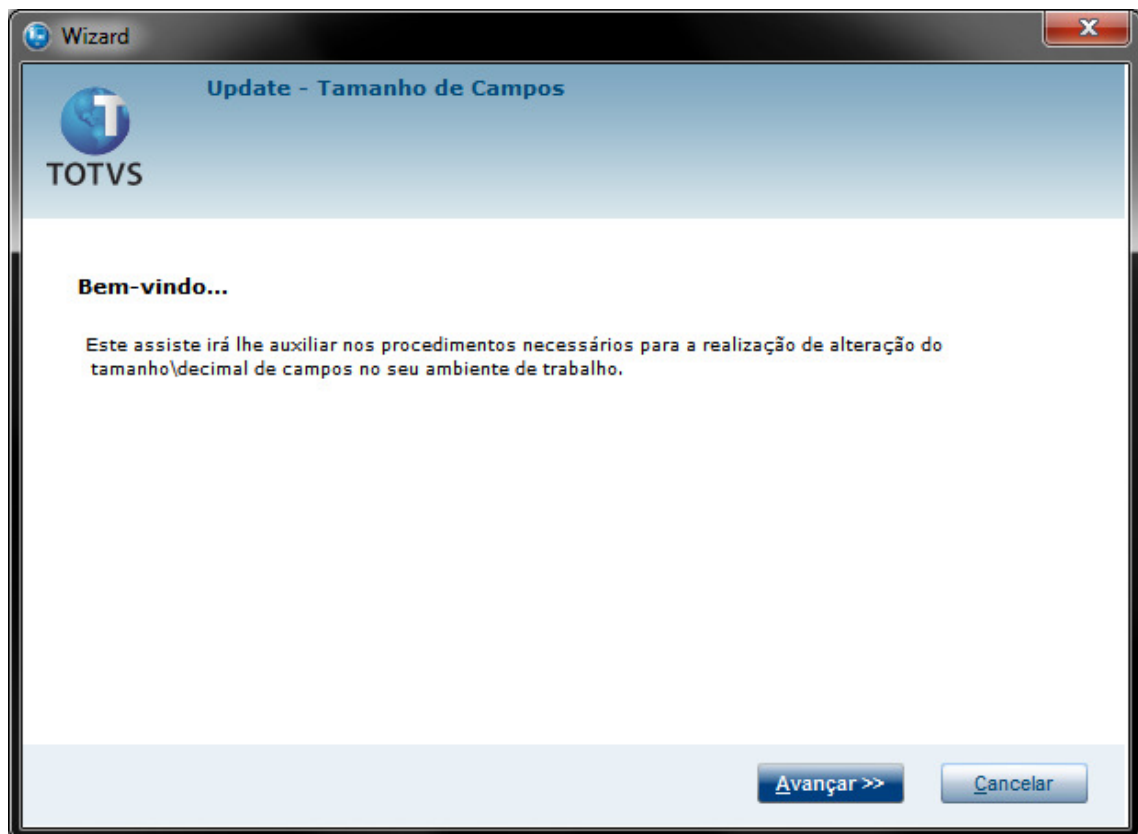 Wizard
Update - Tamanho de Campos
T
TOTVS
Bem-vindo...
Este assiste irá lhe auxiliar nos procedimentos necessários para a realização de alteração do
tamanho\decimal de campos no seu ambiente de trabalho.
Avançar >>
Cancelar